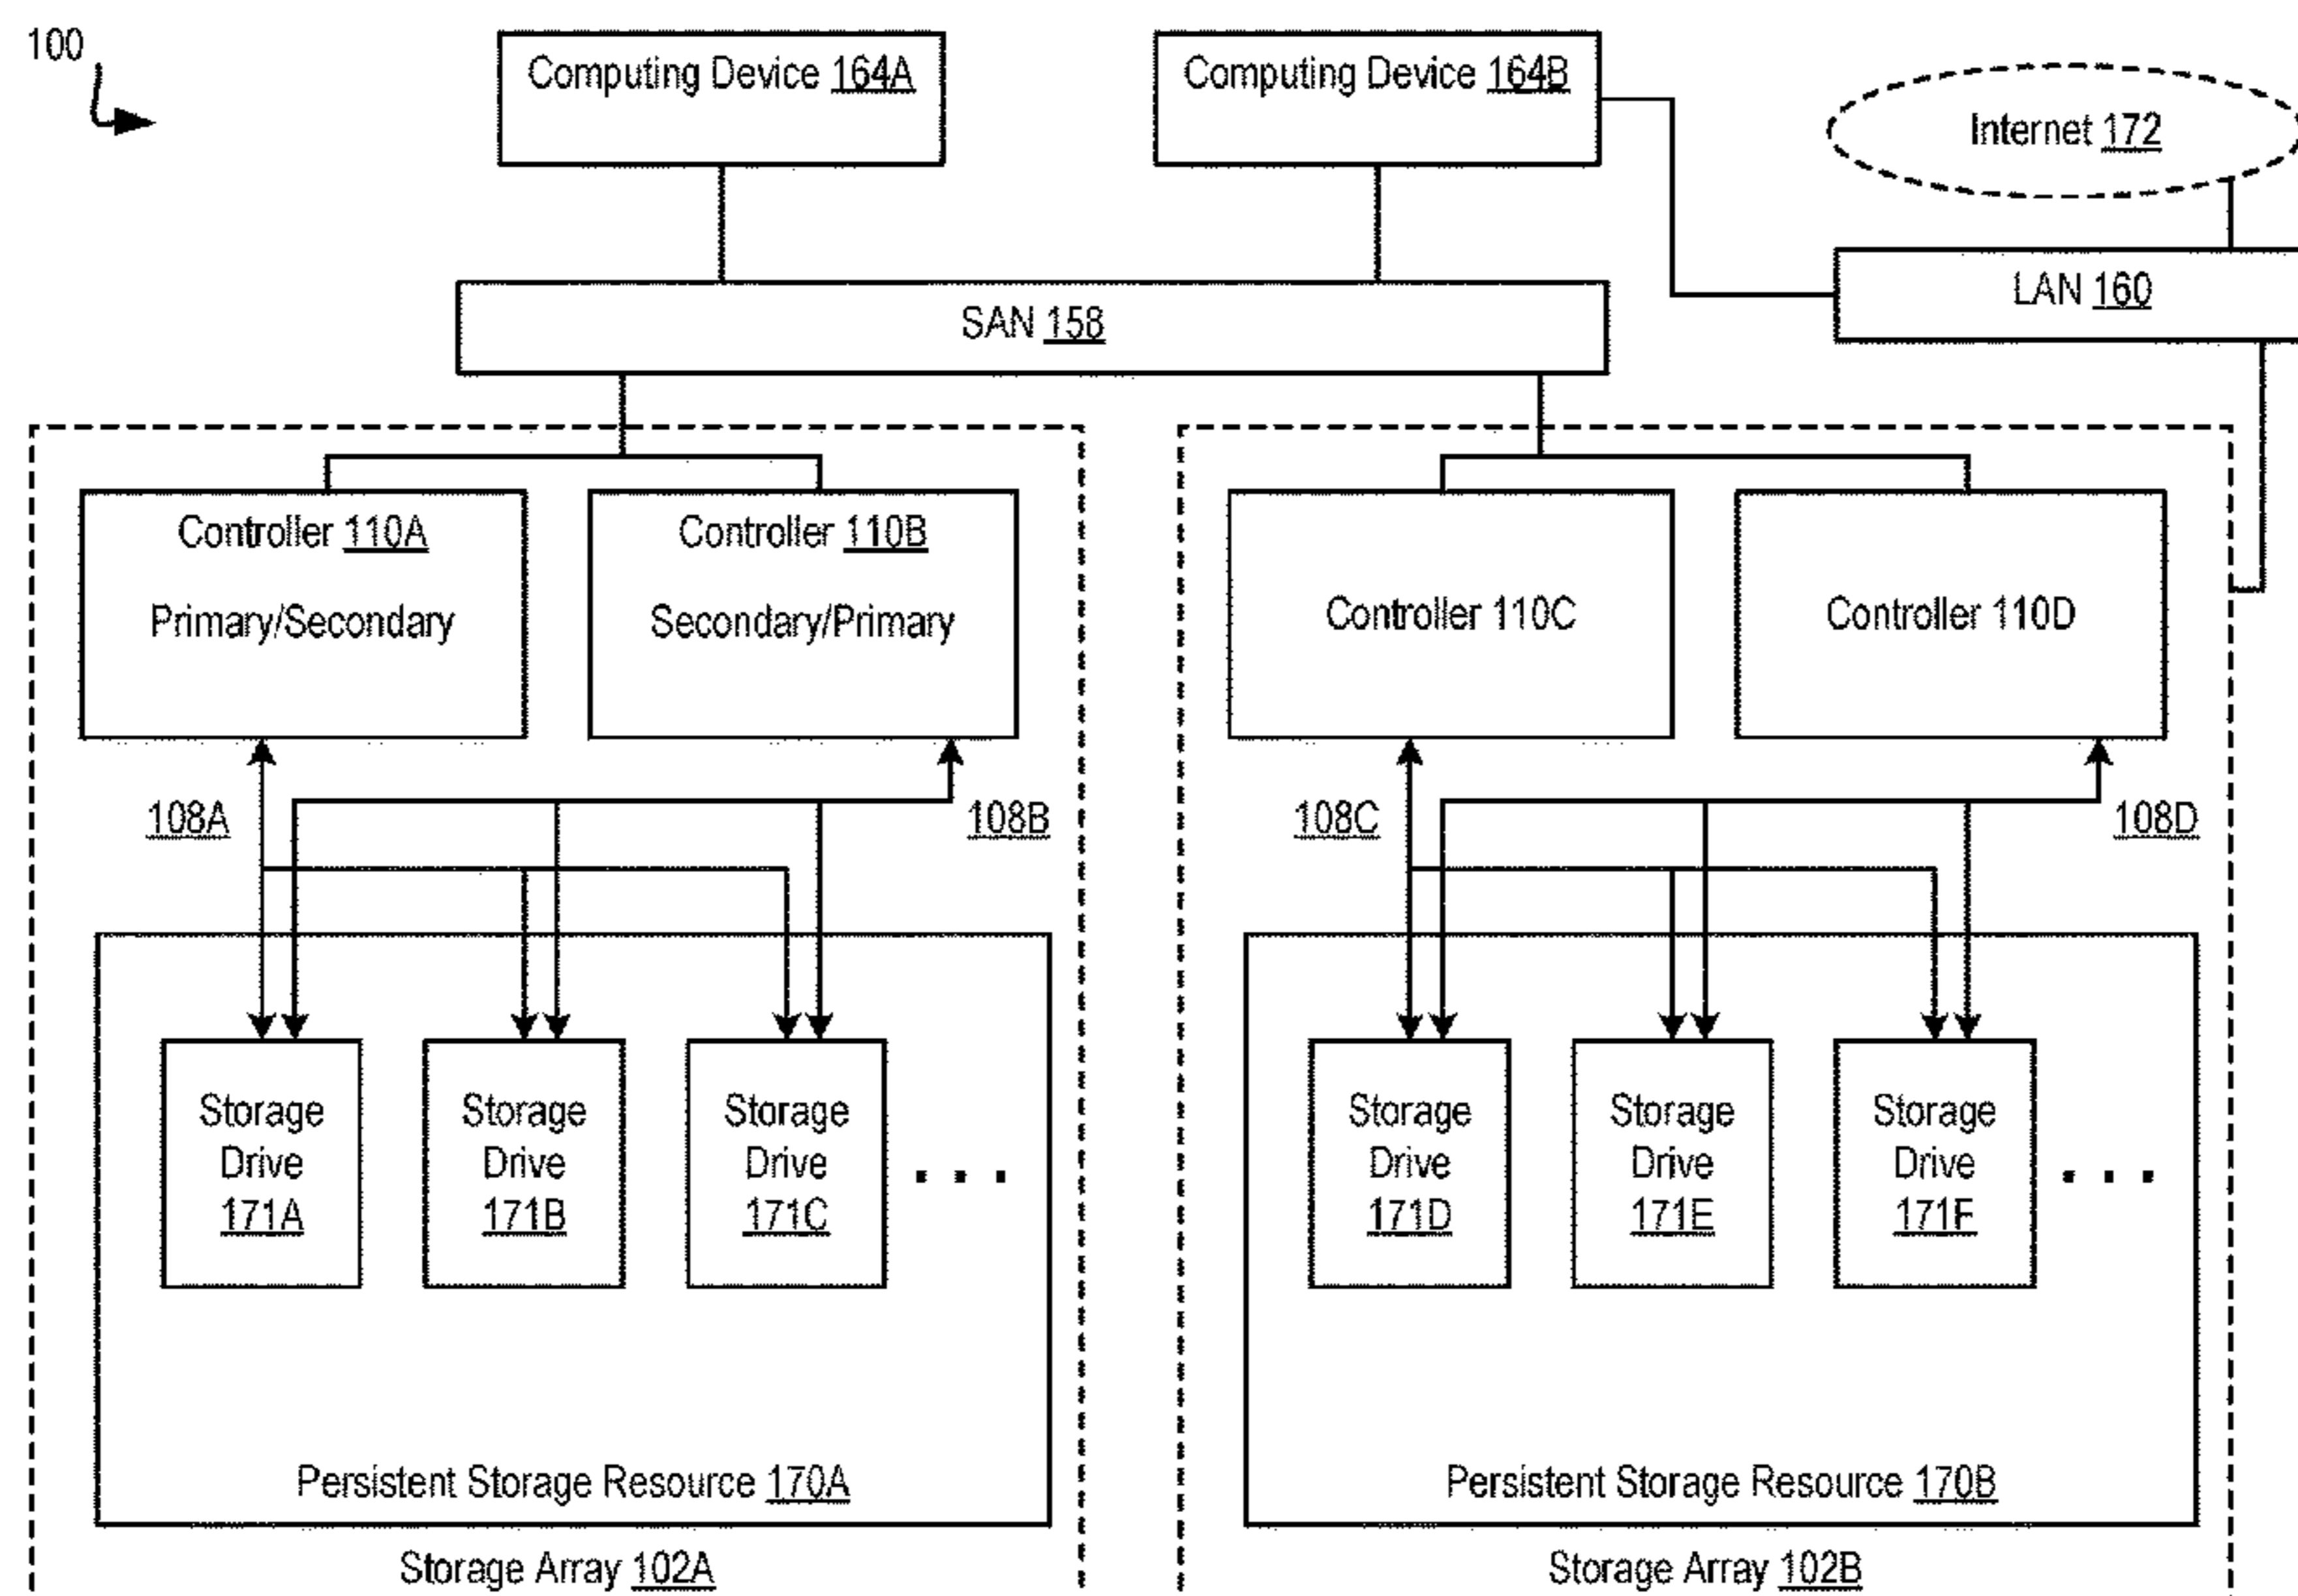 100
Computing Device 164A
Computing Device 164B
Internet 172
LAN 160
SAN 158
Controller 110A
Primary/Secondary
Controller 110B
Secondary/Primary
Controller 110C
Controller 110D
108A
108B
108C
108D
Storage
Drive
171A
Storage
Drive
171B
Storage
Drive
171C
. . .
Storage
Drive
171D
Storage
Drive
171E
Storage
Drive
171F
. . .
Persistent Storage Resource 170A
Persistent Storage Resource 170B
Storage Array 102A
Storage Array 102B